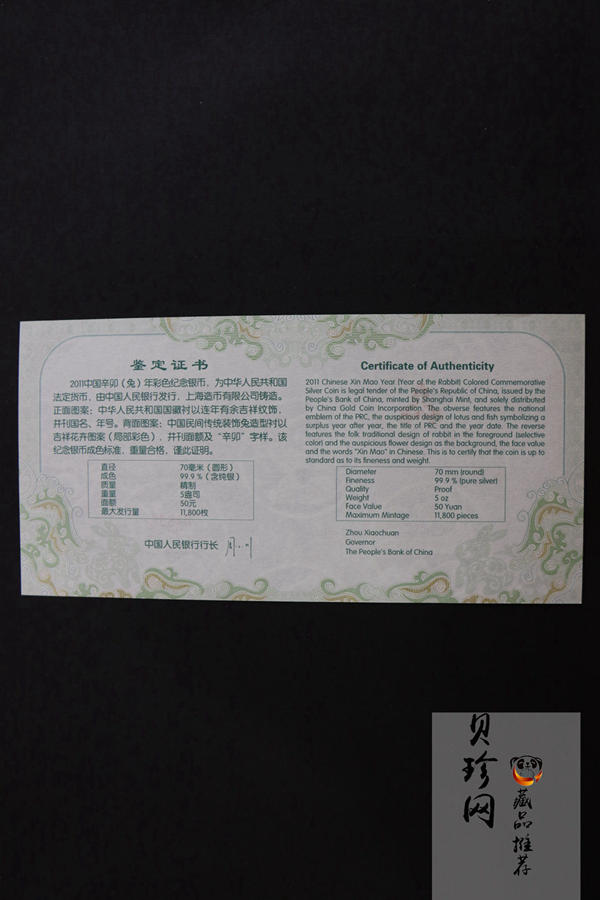 鉴定证书
2011中国辛卯（兔）年彩色纪念银币，为中华人民共和国
法定货币，由中国人民银行发行，上海造币有限公司铸造。
正面图案：中华人民共和国国徽衬以连年有余吉祥纹饰，
并刊国名、年号。背面图案：中国民间传统装饰兔造型衬以
吉祥花卉图案（局部彩色），并刊面额及“辛卯”字样。该
纪念银币成色标准，重量合格，谨此证明。
直径 70毫米（圆形）
成色 99.9％（含纯银）
质量 精制
重量 5盎司
面额 50元
最大发行量 11,800枚
中国人民银行行长
Certificate of Authenticity
2011 Chinese Xin Mao Year (Year of the Rabbit) Colored Commemorative
Silver Coin is legal tender of the People's Republic of China, issued by the
People's Bank of China, minted by Shanghai Mint, and solely distributed
by China Gold Coin Incorporation. The obverse features the national
emblem of the PRC, the auspicious design of lotus and fish symbolizing a
surplus year after year, the title of PRC and the year date. The reverse
features the folk traditional design of rabbit in the foreground (selective
color) and the auspicious flower design as the background, the face value
and the words "Xin Mao" in Chinese. This is to certify that the coin is up to
standard as to its fineness and weight.
Diameter 70 mm (round)
Fineness 99.9 % (pure silver)
Quality Proof
Weight 5 oz
Face Value 50 Yuan
Maximum Mintage 11,800 pieces
Zhou Xiaochuan
Governor
The People's Bank of China
贝珍网
藏品推荐